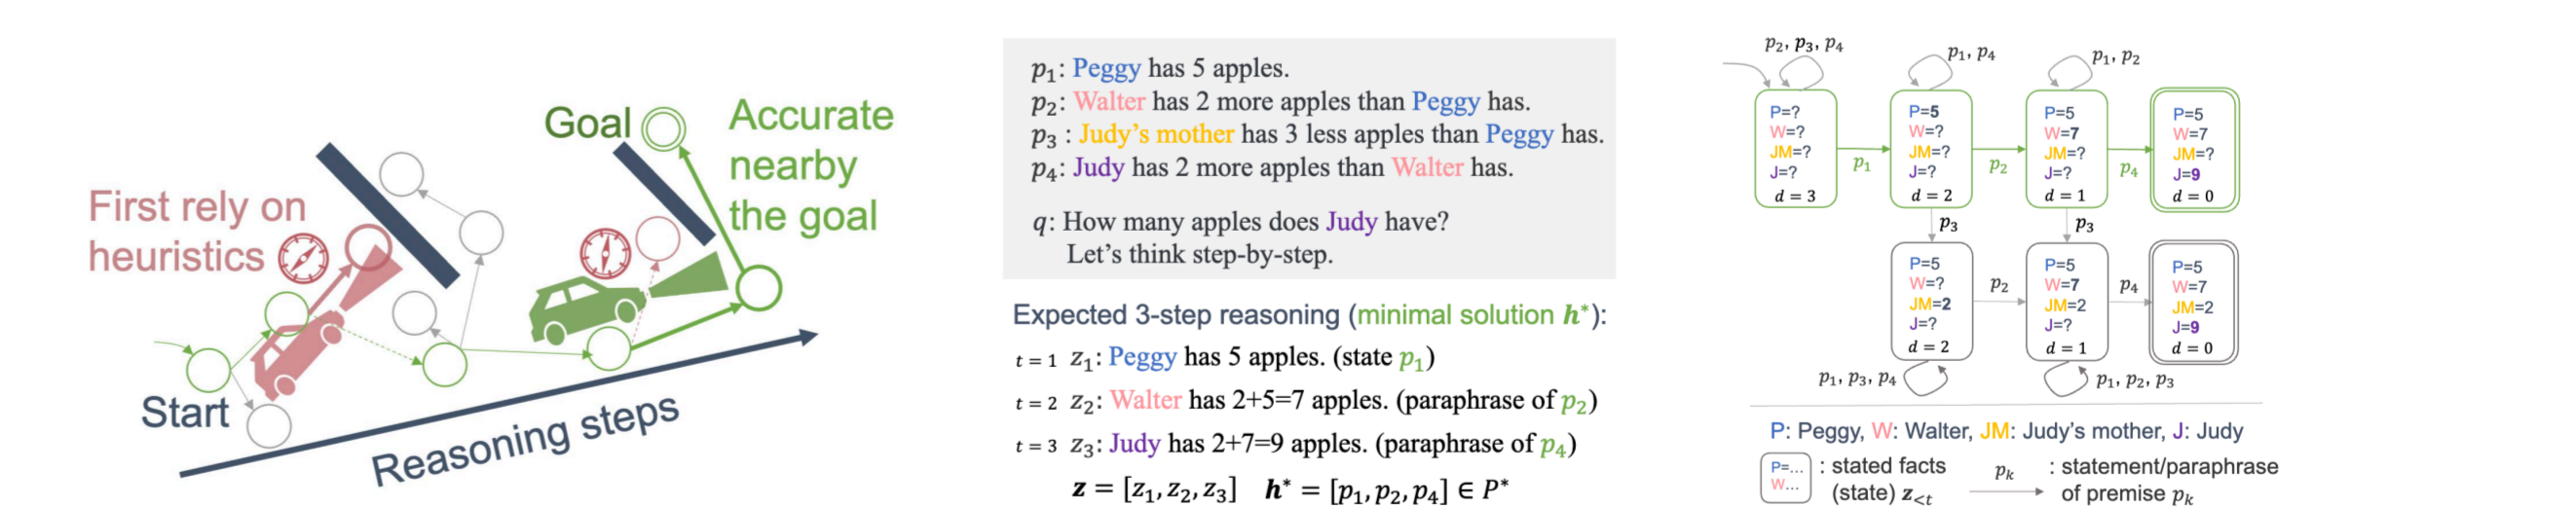 First rely on
heuristics
Start
Goal
Accurate
nearby
the goal
Reasoning steps
p₁: Peggy has 5 apples.
p₂: Walter has 2 more apples than Peggy has.
p₃ : Judy's mother has 3 less apples than Peggy has.
p₄: Judy has 2 more apples than Walter has.
q: How many apples does Judy have?
Let's think step-by-step.
Expected 3-step reasoning (minimal solution h*):
t = 1 z₁: Peggy has 5 apples. (state p₁)
t = 2 z₂: Walter has 2+5=7 apples. (paraphrase of p₂)
t = 3 z₃: Judy has 2+7=9 apples. (paraphrase of p₄)
z = [z₁, z₂, z₃] h* = [p₁, p₂, p₄] ∈ P*
p₂, p₃, p₄
p₁, p₄
p₁, p₂
P=?
W=?
JM=?
J=?
d = 3
p₁
P=5
W=?
JM=?
J=?
d = 2
p₂
P=5
W=7
JM=?
J=?
d = 1
p₄
P=5
W=7
JM=?
J=9
d = 0
p₃
p₃
P=5
W=?
JM=2
J=?
d = 2
p₂
P=5
W=7
JM=2
J=?
d = 1
p₄
P=5
W=7
JM=2
J=9
d = 0
p₁, p₃, p₄
p₁, p₂, p₃
P: Peggy, W: Walter, JM: Judy's mother, J: Judy
P=...
W...
: stated facts
(state) z<t
pₖ
: statement/paraphrase
of premise pₖ